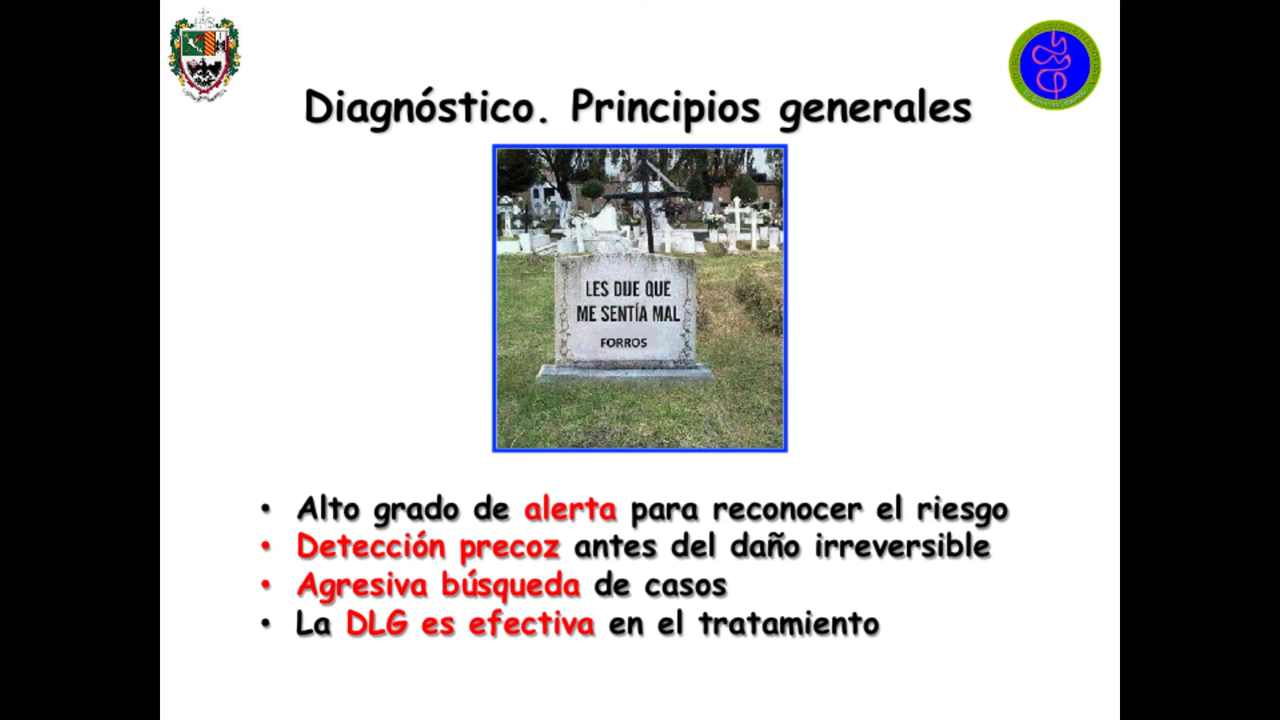 Diagnóstico. Principios generales
LES DIJE QUE
ME SENTÍA MAL
FORROS
• Alto grado de alerta para reconocer el riesgo
• Detección precoz antes del daño irreversible
• Agresiva búsqueda de casos
• La DLG es efectiva en el tratamiento